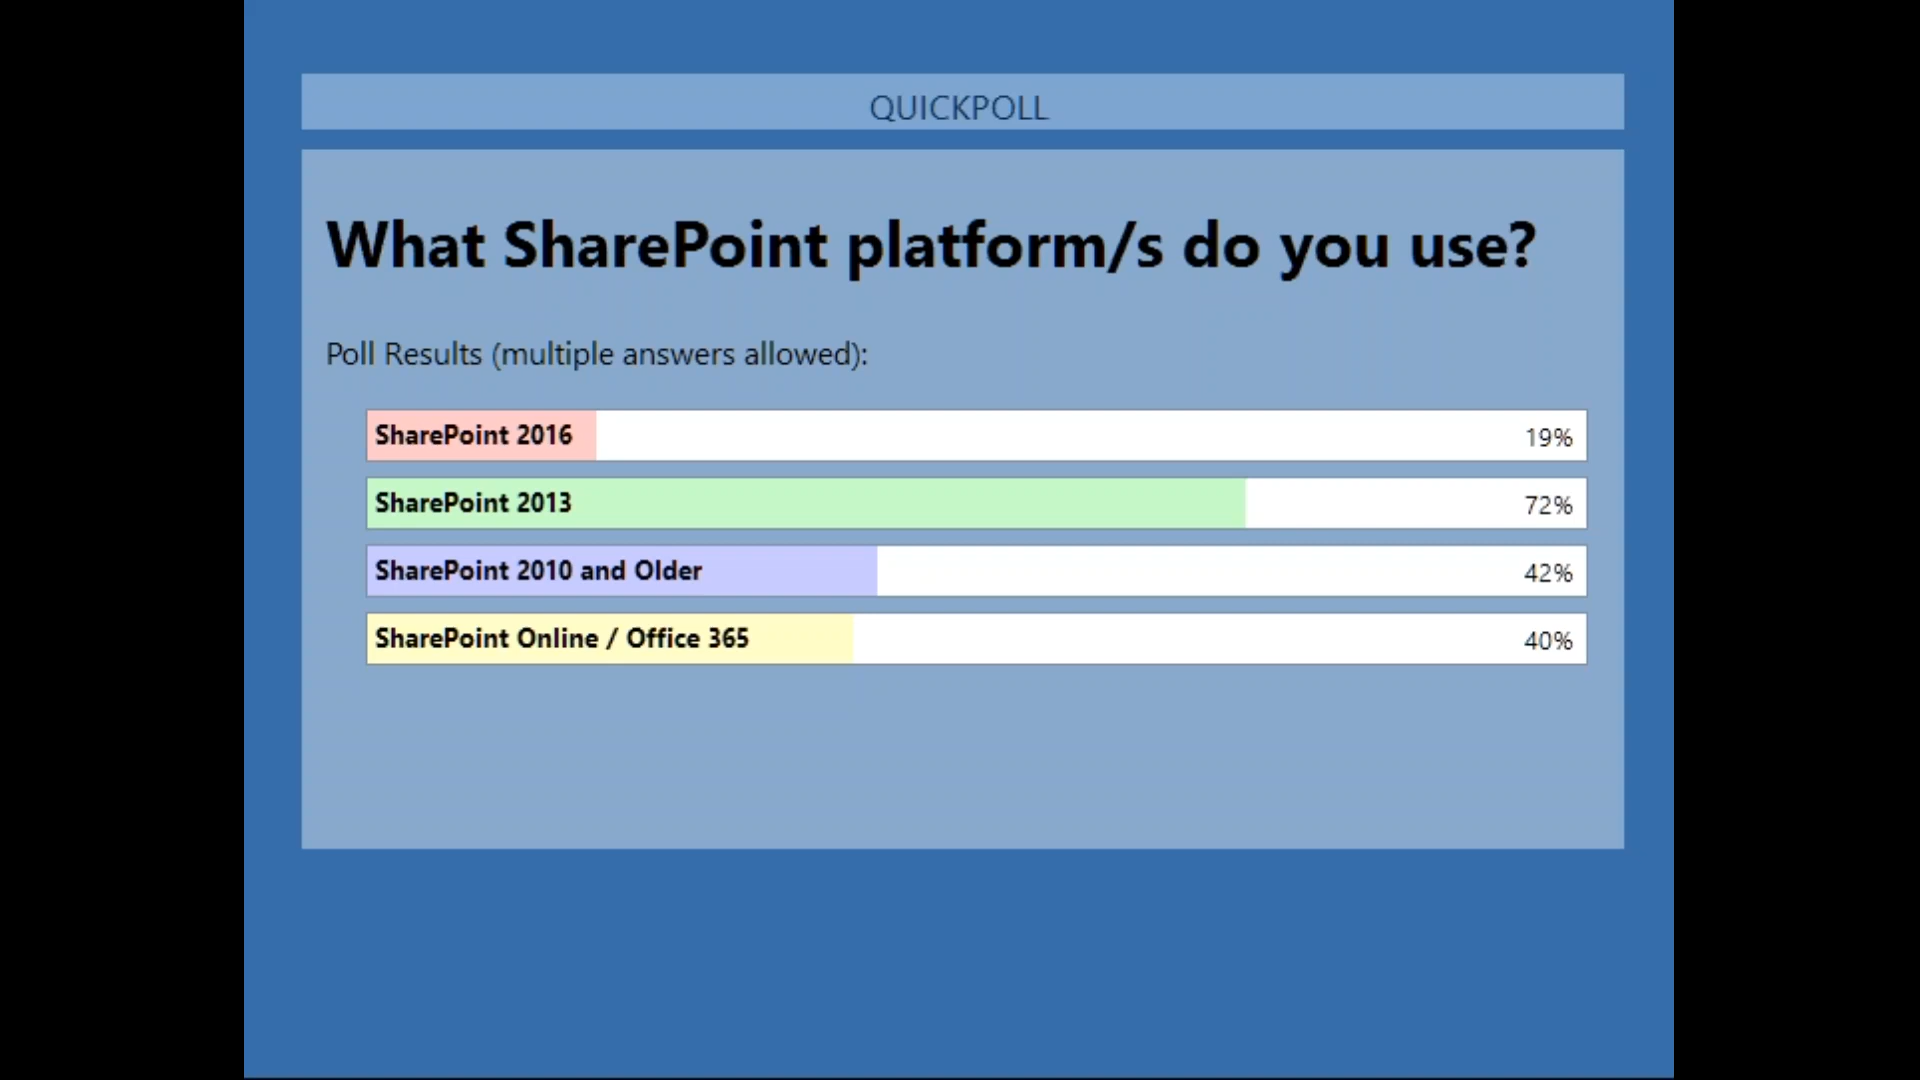 QUICKPOLL
What SharePoint platform/s do you use?
Poll Results (multiple answers allowed):
SharePoint 2016 19%
SharePoint 2013 72%
SharePoint 2010 and Older 42%
SharePoint Online / Office 365 40%